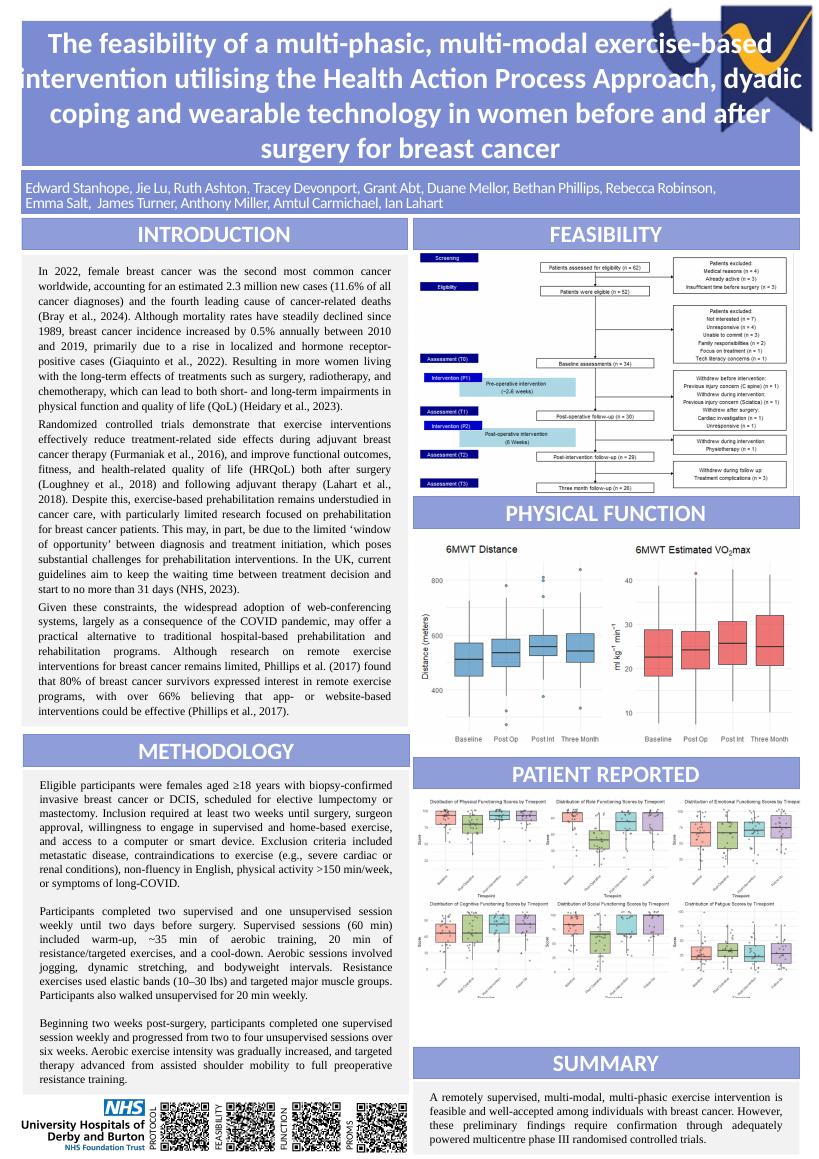 The feasibility of a multi-phasic, multi-modal exercise-based
intervention utilising the Health Action Process Approach, dyadic
coping and wearable technology in women before and after
surgery for breast cancer
Edward Stanhope, Jie Lu, Ruth Ashton, Tracey Devonport, Grant Abt, Duane Mellor, Bethan Phillips, Rebecca Robinson,
Emma Salt, James Turner, Anthony Miller, Amtul Carmichael, Ian Lahart
INTRODUCTION
In 2022, female breast cancer was the second most common cancer
worldwide, accounting for an estimated 2.3 million new cases (11.6% of all
cancer diagnoses) and the fourth leading cause of cancer-related deaths
(Bray et al., 2024). Although mortality rates have steadily declined since
1989, breast cancer incidence increased by 0.5% annually between 2010
and 2019, primarily due to a rise in localized and hormone receptor-
positive cases (Giaquinto et al., 2022). Resulting in more women living
with the long-term effects of treatments such as surgery, radiotherapy, and
chemotherapy, which can lead to both short- and long-term impairments in
physical function and quality of life (QoL) (Heidary et al., 2023).
Randomized controlled trials demonstrate that exercise interventions
effectively reduce treatment-related side effects during adjuvant breast
cancer therapy (Furmaniak et al., 2016), and improve functional outcomes,
fitness, and health-related quality of life (HRQoL) both after surgery
(Loughney et al., 2018) and following adjuvant therapy (Lahart et al.,
2018). Despite this, exercise-based prehabilitation remains understudied in
cancer care, with particularly limited research focused on prehabilitation
for breast cancer patients. This may, in part, be due to the limited ‘window
of opportunity’ between diagnosis and treatment initiation, which poses
substantial challenges for prehabilitation interventions. In the UK, current
guidelines aim to keep the waiting time between treatment decision and
start to no more than 31 days (NHS, 2023).
Given these constraints, the widespread adoption of web-conferencing
systems, largely as a consequence of the COVID pandemic, may offer a
practical alternative to traditional hospital-based prehabilitation and
rehabilitation programs. Although research on remote exercise
interventions for breast cancer remains limited, Phillips et al. (2017) found
that 80% of breast cancer survivors expressed interest in remote exercise
programs, with over 66% believing that app- or website-based
interventions could be effective (Phillips et al., 2017).
METHODOLOGY
Eligible participants were females aged ≥18 years with biopsy-confirmed
invasive breast cancer or DCIS, scheduled for elective lumpectomy or
mastectomy. Inclusion required at least two weeks until surgery, surgeon
approval, willingness to engage in supervised and home-based exercise,
and access to a computer or smart device. Exclusion criteria included
metastatic disease, contraindications to exercise (e.g., severe cardiac or
renal conditions), non-fluency in English, physical activity >150 min/week,
or symptoms of long-COVID.
Participants completed two supervised and one unsupervised session
weekly until two days before surgery. Supervised sessions (60 min)
included warm-up, ~35 min of aerobic training, 20 min of
resistance/targeted exercises, and a cool-down. Aerobic sessions involved
jogging, dynamic stretching, and bodyweight intervals. Resistance
exercises used elastic bands (10–30 lbs) and targeted major muscle groups.
Participants also walked unsupervised for 20 min weekly.
Beginning two weeks post-surgery, participants completed one supervised
session weekly and progressed from two to four unsupervised sessions over
six weeks. Aerobic exercise intensity was gradually increased, and targeted
therapy advanced from assisted shoulder mobility to full preoperative
resistance training.
NHS
University Hospitals of
Derby and Burton
NHS Foundation Trust
PROTOCOL
FEASIBILITY
FUNCTION
PROMS
FEASIBILITY
Screening
Patients assessed for eligibility (n = 62)
Patients excluded:
Medical reasons (n = 4)
Already active (n = 3)
Insufficient time before surgery (n = 3)
Eligibility
Patients were eligible (n = 52)
Patients excluded:
Not interested (n = 7)
Unresponsive (n = 4)
Unable to commit (n = 3)
Family responsibilities (n = 2)
Focus on treatment (n = 1)
Tech literacy concerns (n = 1)
Assessment (T0)
Baseline assessments (n = 34)
Intervention (P1)
Pre-operative intervention
(~2-6 weeks)
Withdrew before intervention:
Previous injury concern (C spine) (n = 1)
Withdrew during intervention:
Previous injury concern (Sciatica) (n = 1)
Withdrew after surgery:
Cardiac investigation (n = 1)
Unresponsive (n = 1)
Assessment (T1)
Post-operative follow-up (n = 30)
Intervention (P2)
Post-operative intervention
(6 Weeks)
Withdrew during intervention:
Physiotherapy (n = 1)
Assessment (T2)
Post-intervention follow-up (n = 29)
Withdrew during follow up:
Treatment complications (n = 3)
Assessment (T3)
Three month follow-up (n = 26)
PHYSICAL FUNCTION
6MWT Distance
Distance (meters)
800
600
400
Baseline Post Op Post Int Three Month
6MWT Estimated VO₂max
ml kg⁻¹ min⁻¹
40
30
20
10
Baseline Post Op Post Int Three Month
PATIENT REPORTED
Distribution of Physical Functioning Scores by Timepoint
Distribution of Role Functioning Scores by Timepoint
Distribution of Emotional Functioning Scores by Timepoin
Distribution of Cognitive Functioning Scores by Timepoint
Distribution of Social Functioning Scores by Timepoint
Distribution of Fatigue Scores by Timepoint
SUMMARY
A remotely supervised, multi-modal, multi-phasic exercise intervention is
feasible and well-accepted among individuals with breast cancer. However,
these preliminary findings require confirmation through adequately
powered multicentre phase III randomised controlled trials.